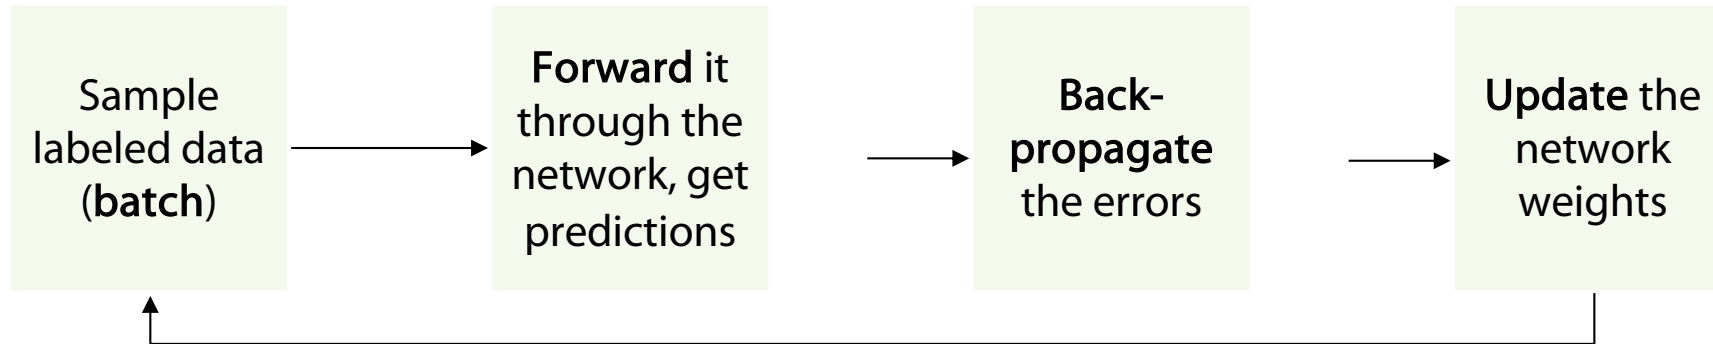 Sample
labeled data
(batch)
Forward it
through the
network, get
predictions
Back-
propagate
the errors
Update the
network
weights